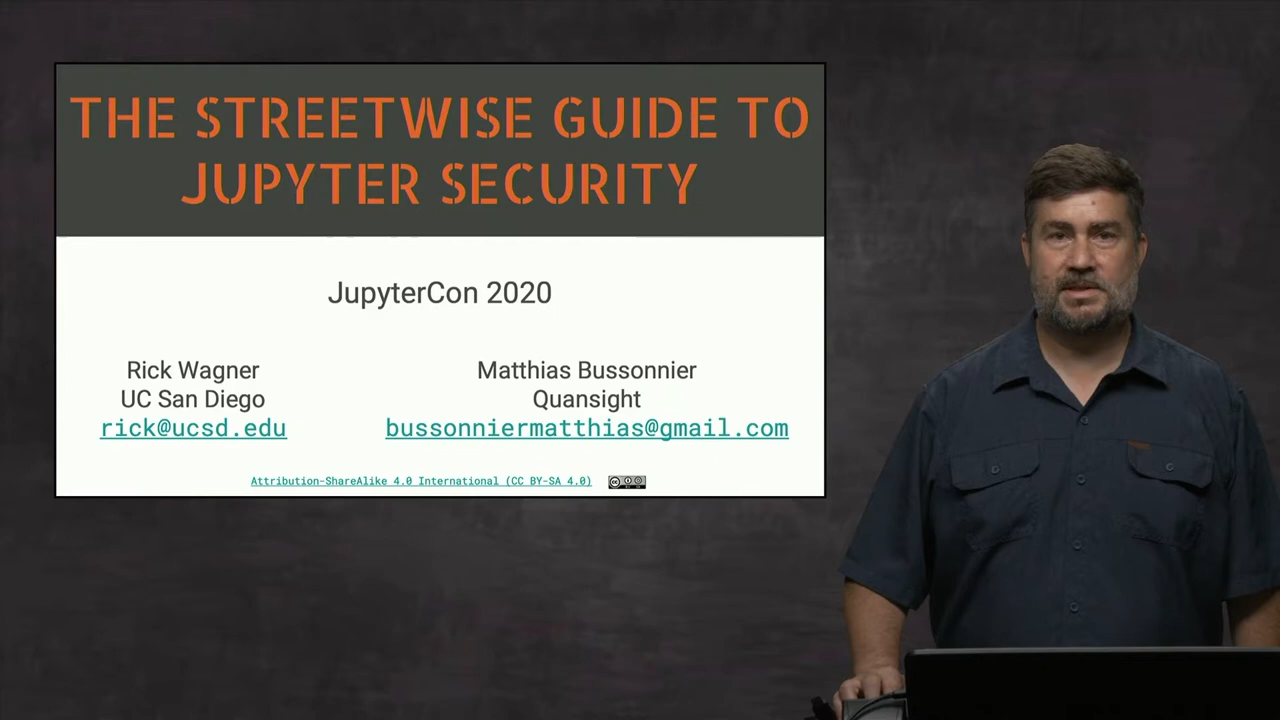 THE STREETWISE GUIDE TO
JUPYTER SECURITY
JupyterCon 2020
Rick Wagner
UC San Diego
rick@ucsd.edu
Matthias Bussonnier
Quansight
bussonniermatthias@gmail.com
Attribution-ShareAlike 4.0 International (CC BY-SA 4.0)